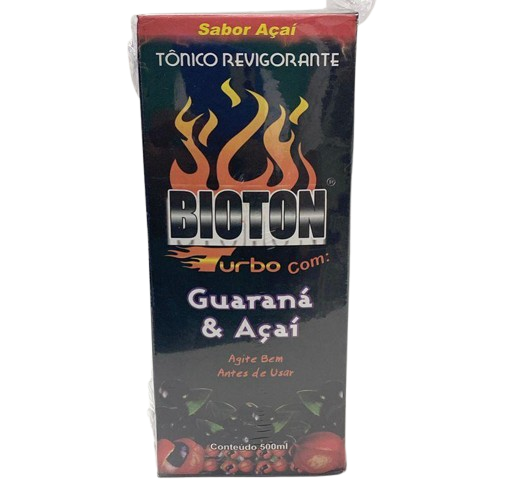 Sabor Açaí
TÔNICO REVIGORANTE
BIOTON®
Turbo Com:
Guaraná
& Açaí
Agite Bem
Antes de Usar
Conteúdo 500ml